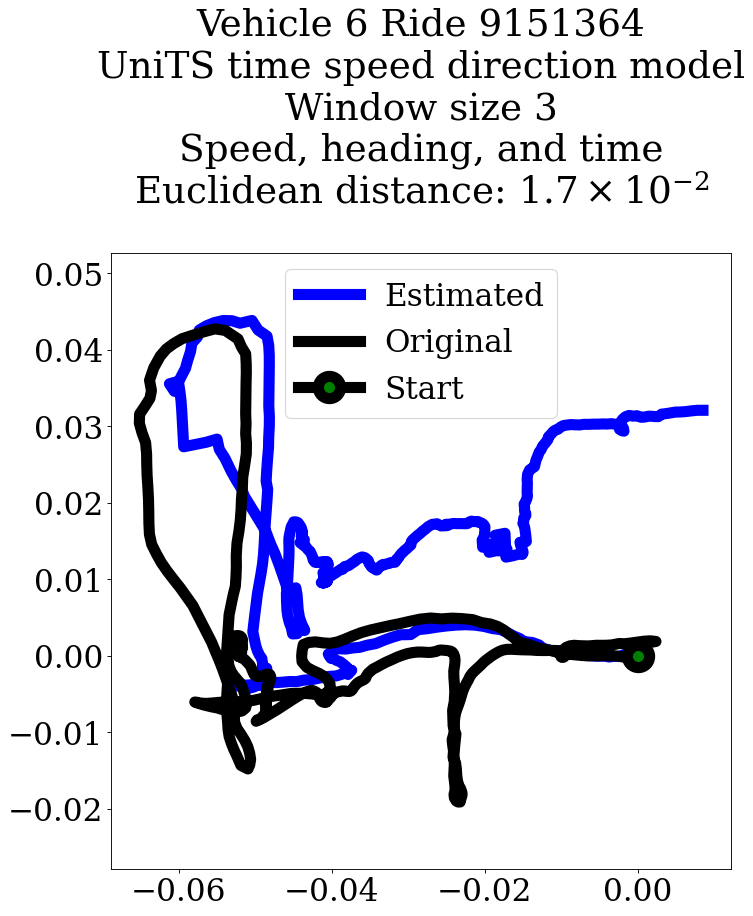 Vehicle 6 Ride 9151364
UniTS time speed direction model
Window size 3
Speed, heading, and time
Euclidean distance: 1.7 × 10⁻²
Estimated
Original
Start
0.05
0.04
0.03
0.02
0.01
0.00
−0.01
−0.02
−0.06 −0.04 −0.02 0.00